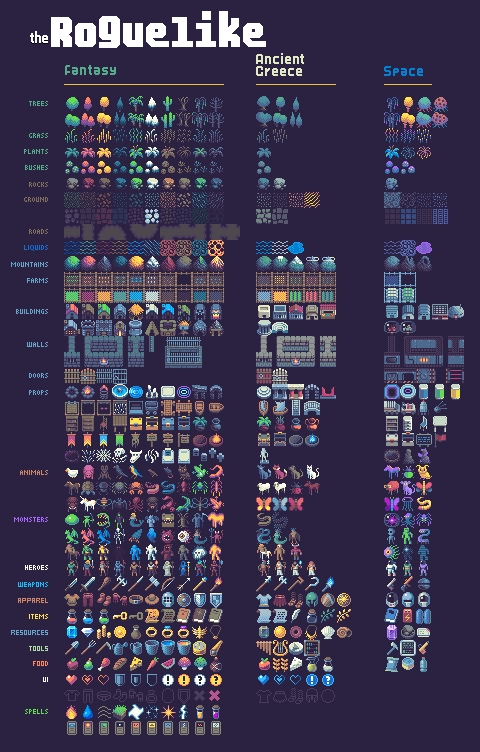 the Roguelike
Fantasy
Ancient
Greece
Space
TREES
GRASS
PLANTS
BUSHES
ROCKS
GROUND
ROADS
LIQUIDS
MOUNTAINS
FARMS
BUILDINGS
WALLS
DOORS
PROPS
ANIMALS
MONSTERS
HEROES
WEAPONS
APPAREL
ITEMS
RESOURCES
TOOLS
FOOD
UI
SPELLS